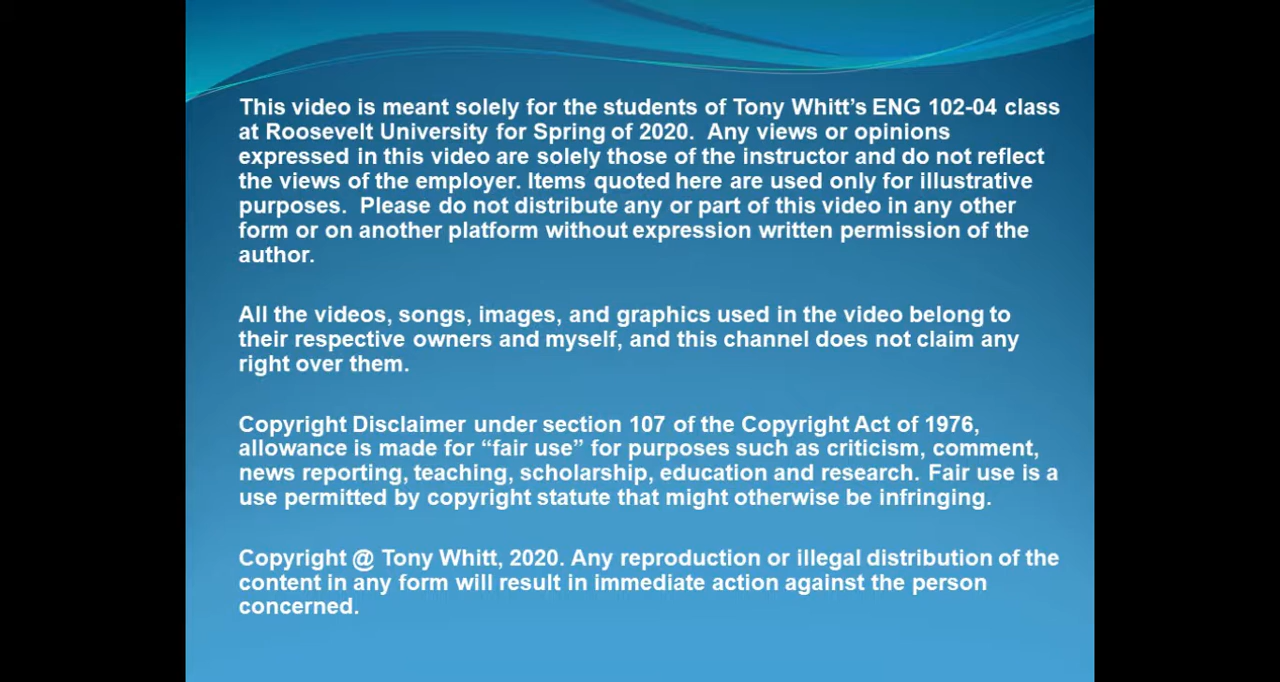 This video is meant solely for the students of Tony Whitt’s ENG 102-04 class
at Roosevelt University for Spring of 2020.  Any views or opinions
expressed in this video are solely those of the instructor and do not reflect
the views of the employer. Items quoted here are used only for illustrative
purposes.  Please do not distribute any or part of this video in any other
form or on another platform without expression written permission of the
author.
All the videos, songs, images, and graphics used in the video belong to
their respective owners and myself, and this channel does not claim any
right over them.
Copyright Disclaimer under section 107 of the Copyright Act of 1976,
allowance is made for “fair use” for purposes such as criticism, comment,
news reporting, teaching, scholarship, education and research. Fair use is a
use permitted by copyright statute that might otherwise be infringing.
Copyright @ Tony Whitt, 2020. Any reproduction or illegal distribution of the
content in any form will result in immediate action against the person
concerned.